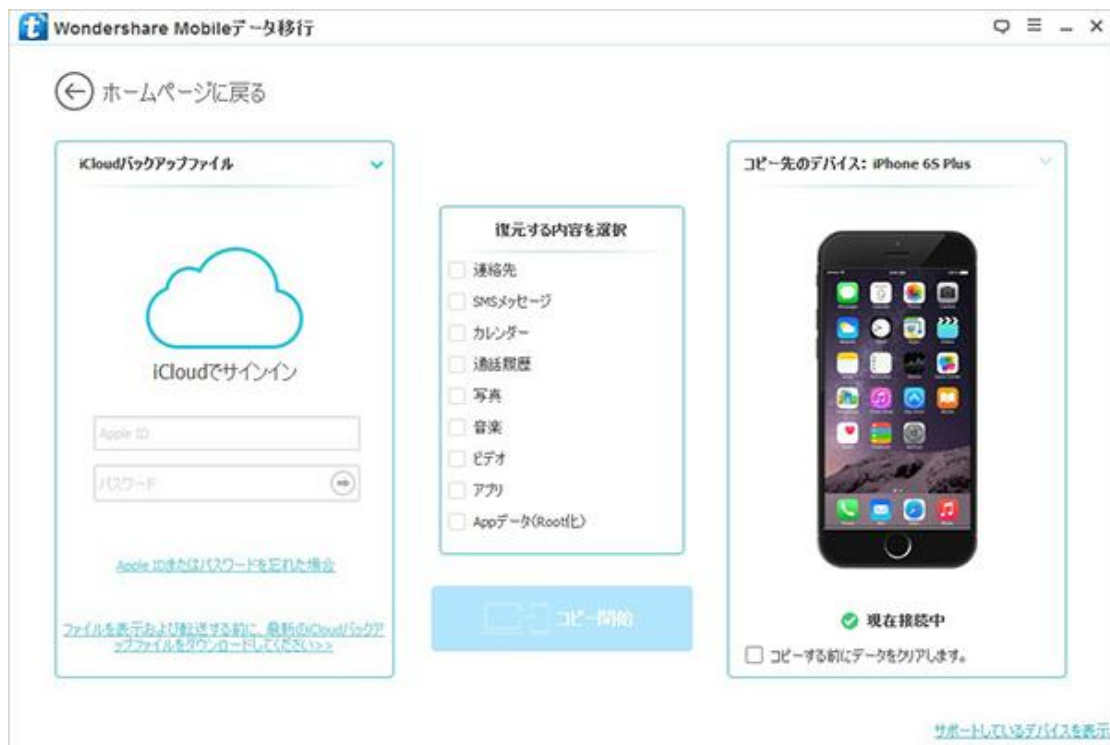 Wondershare Mobileデータ移行
ホームページに戻る
iCloudバックアップファイル
iCloudでサインイン
Apple ID
パスワード
Apple IDまたはパスワードを忘れた場合
ファイルを表示および転送する前に、最新のiCloudバックア
ップファイルをダウンロードしてください>>
復元する内容を選択
連絡先
SMSメッセージ
カレンダー
通話履歴
写真
音楽
ビデオ
アプリ
Appデータ(Root化)
コピー開始
コピー先のデバイス: iPhone 6S Plus
現在接続中
コピーする前にデータをクリアします。
サポートしているデバイスを表示